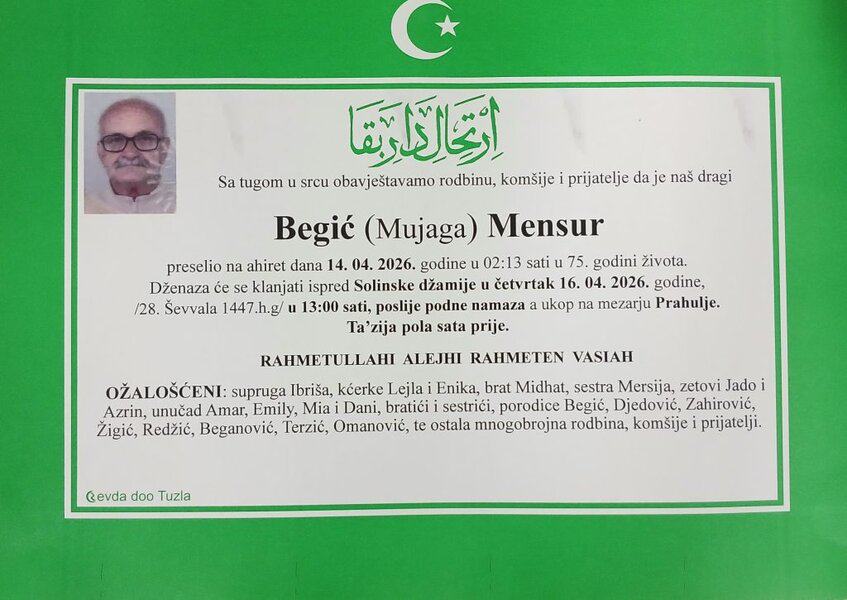 اِرْتِحَالِ دَارِ بَقَا
Sa tugom u srcu obavještavamo rodbinu, komšije i prijatelje da je naš dragi
Begić (Mujaga) Mensur
preselio na ahiret dana 14. 04. 2026. godine u 02:13 sati u 75. godini života.
Dženaza će se klanjati ispred Solinske džamije u četvrtak 16. 04. 2026. godine,
/28. Ševvala 1447.h.g/ u 13:00 sati, poslije podne namaza a ukop na mezarju Prahulje.
Ta'zija pola sata prije.
RAHMETULLAHI ALEJHI RAHMETEN VASIAH
OŽALOŠĆENI: supruga Ibriša, kćerke Lejla i Enika, brat Midhat, sestra Mersija, zetovi Jado i
Azrin, unučad Amar, Emily, Mia i Dani, bratići i sestrići, porodice Begić, Djedović, Zahirović,
Žigić, Redžić, Beganović, Terzić, Omanović, te ostala mnogobrojna rodbina, komšije i prijatelji.
evda doo Tuzla